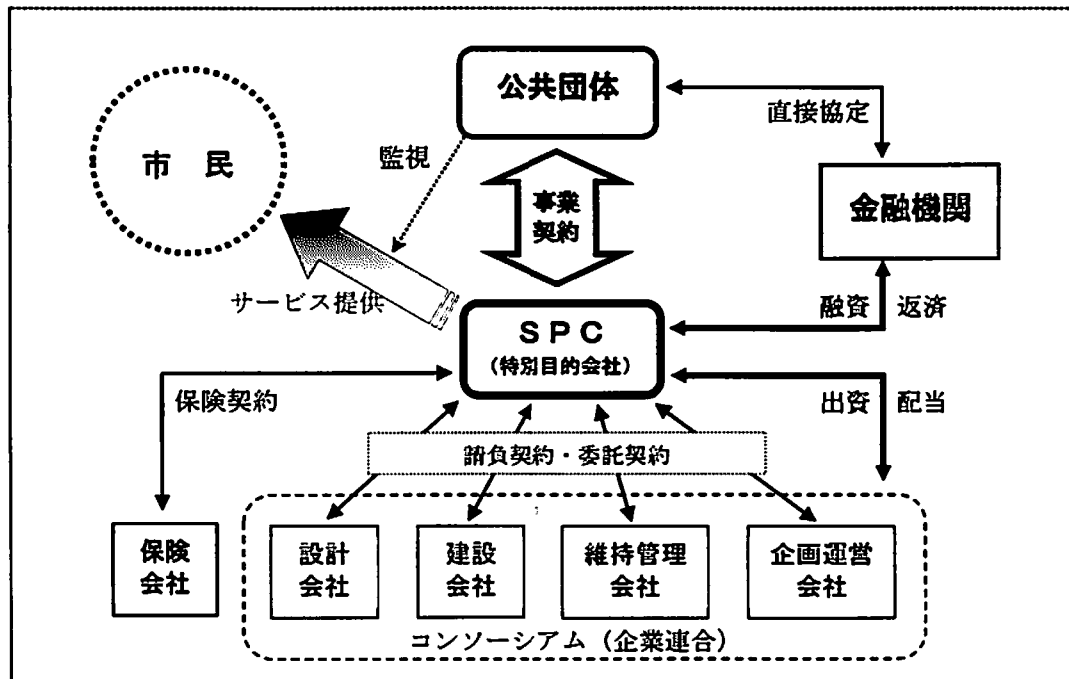 公共団体
直接協定
市 民
監視
事業
契約
金融機関
サービス提供
融資 返済
SPC
(特別目的会社)
保険契約
出資 配当
請負契約・委託契約
保険
会社
設計
会社
建設
会社
維持管理
会社
企画運営
会社
コンソーシアム(企業連合)